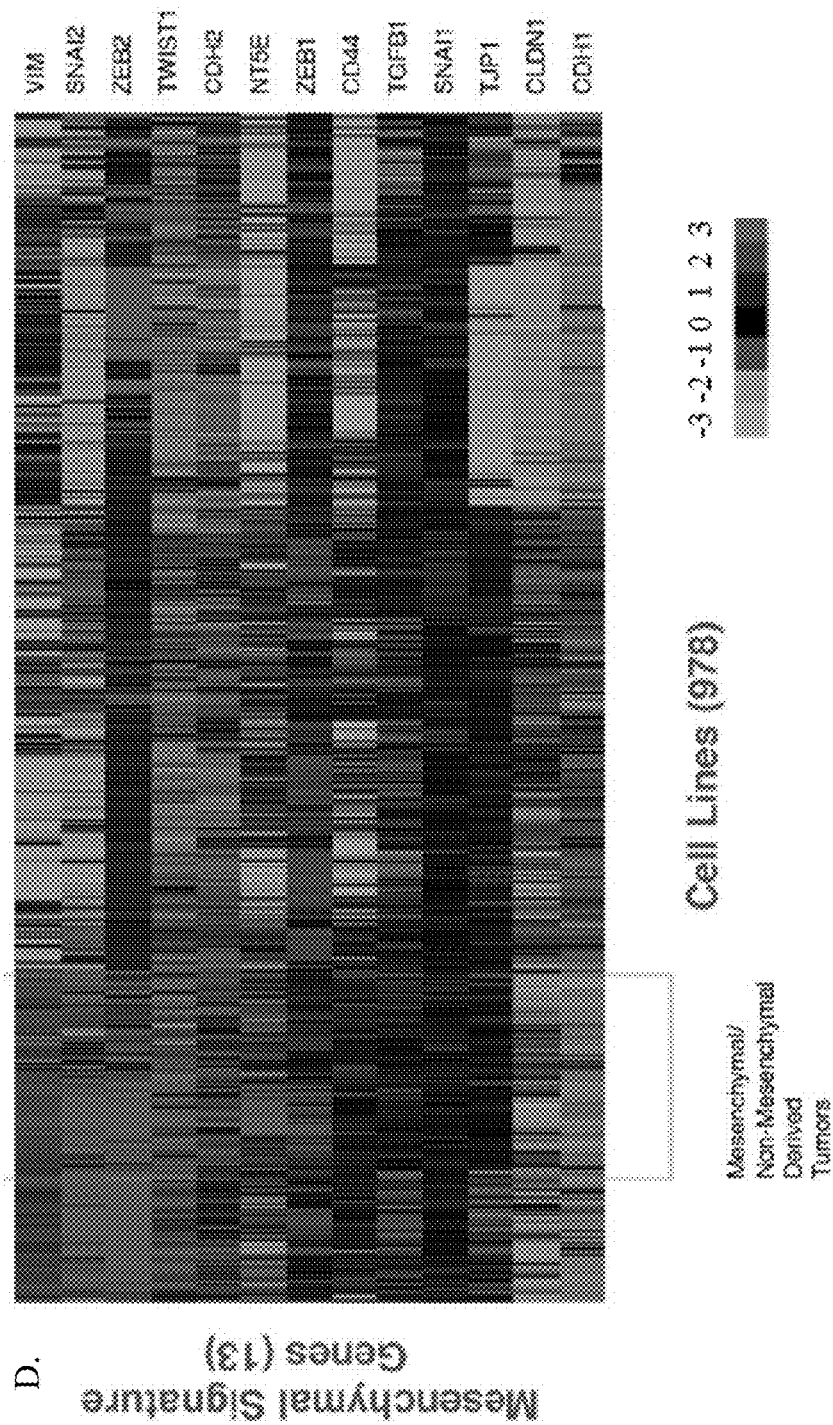 D.
Mesenchymal Signature
Genes (13)
VIM
SNAI2
ZEB2
TWIST1
CDH2
NT5E
ZEB1
CD44
TGFB1
SNAI1
TJP1
CLDN1
CDH1
Cell Lines (978)
-3 -2 -1 0 1 2 3
Mesenchymal/
Non-Mesenchymal
Derived
Tumors